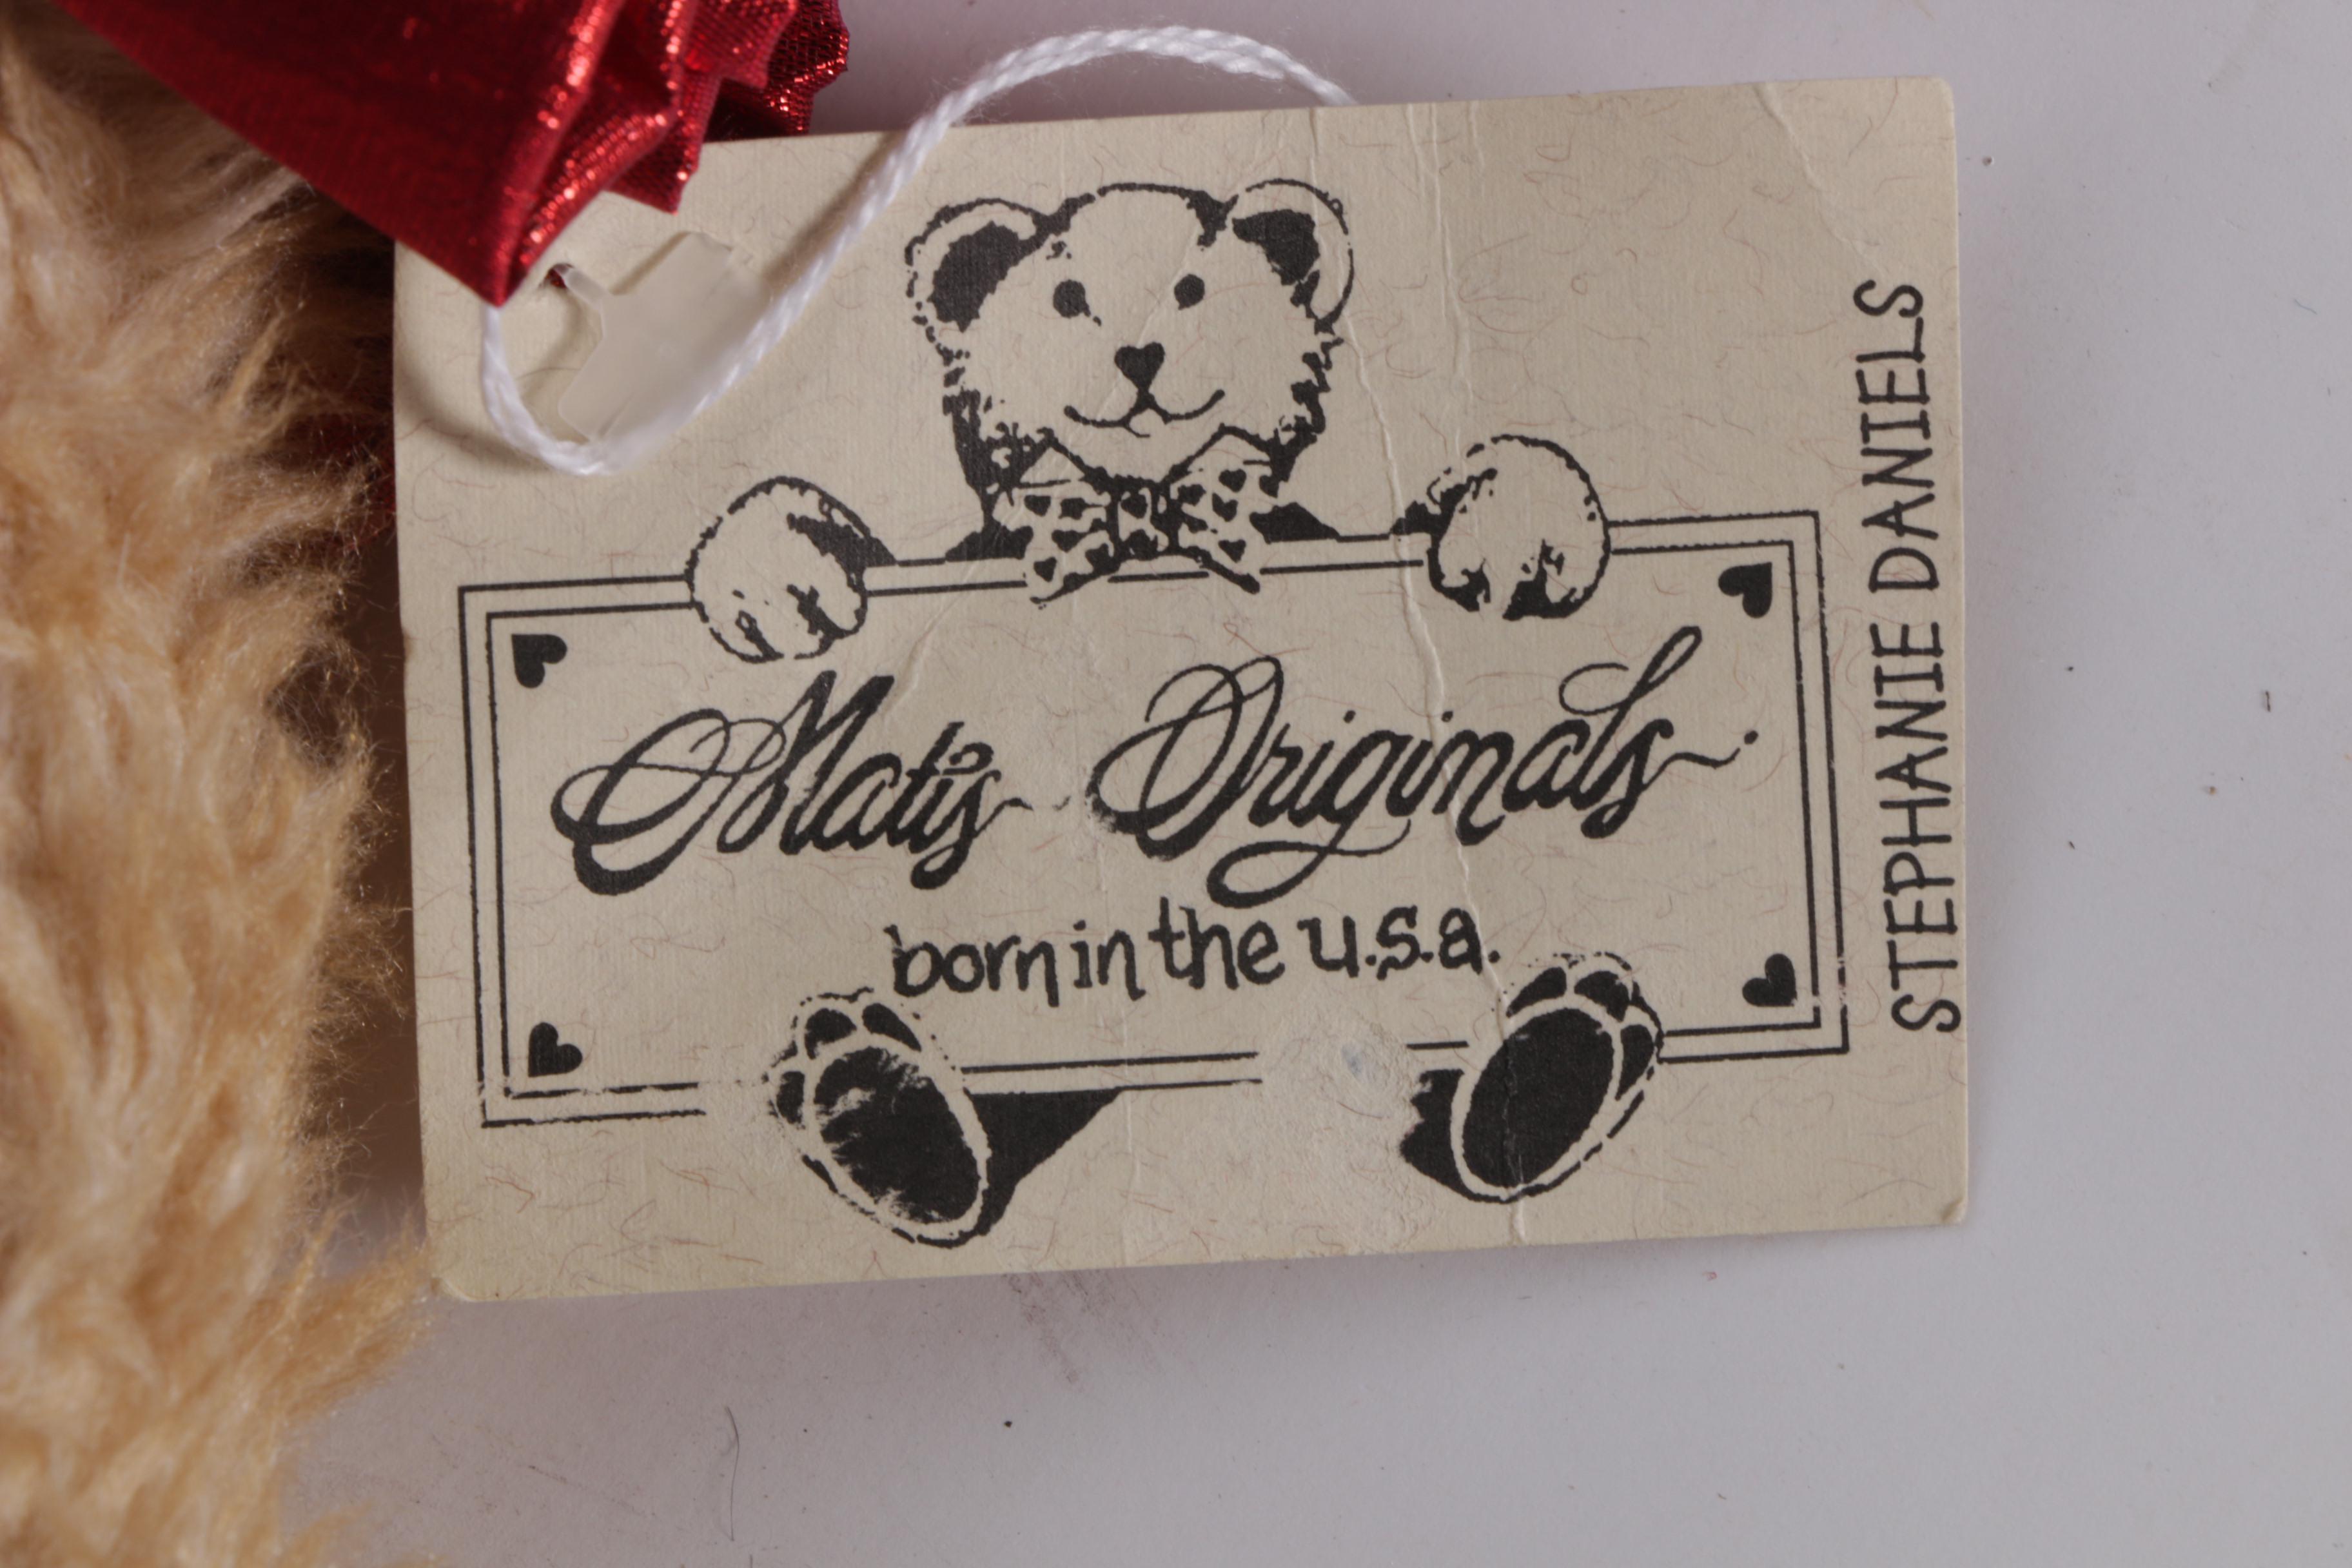 Mati's Originals
born in the u.s.a.
STEPHANIE DANIELS